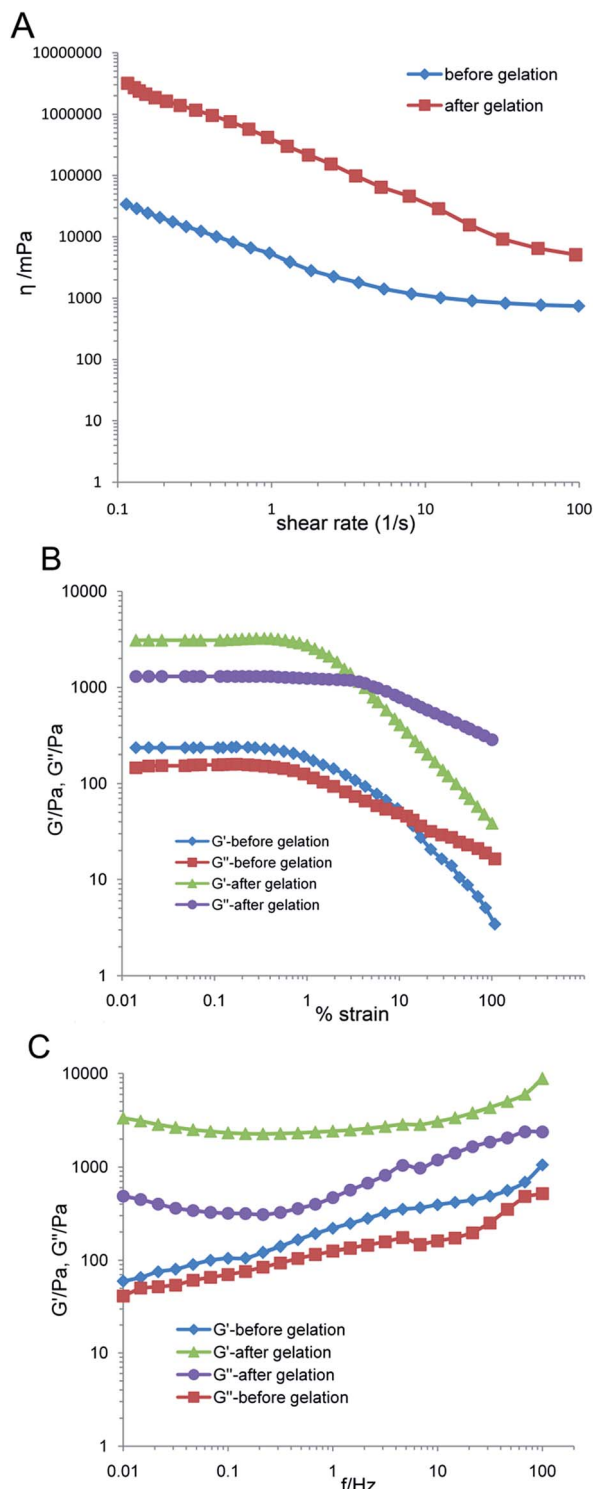 A
10000000
1000000
100000
10000
1000
100
10
1
η /mPa
before gelation
after gelation
0.1 1 10 100
shear rate (1/s)
B
10000
1000
100
10
1
G'/Pa, G''/Pa
G'-before gelation
G''-before gelation
G'-after gelation
G''-after gelation
0.01 0.1 1 10 100
% strain
C
10000
1000
100
10
1
G'/Pa, G''/Pa
G'-before gelation
G'-after gelation
G''-after gelation
G''-before gelation
0.01 0.1 1 10 100
f/Hz